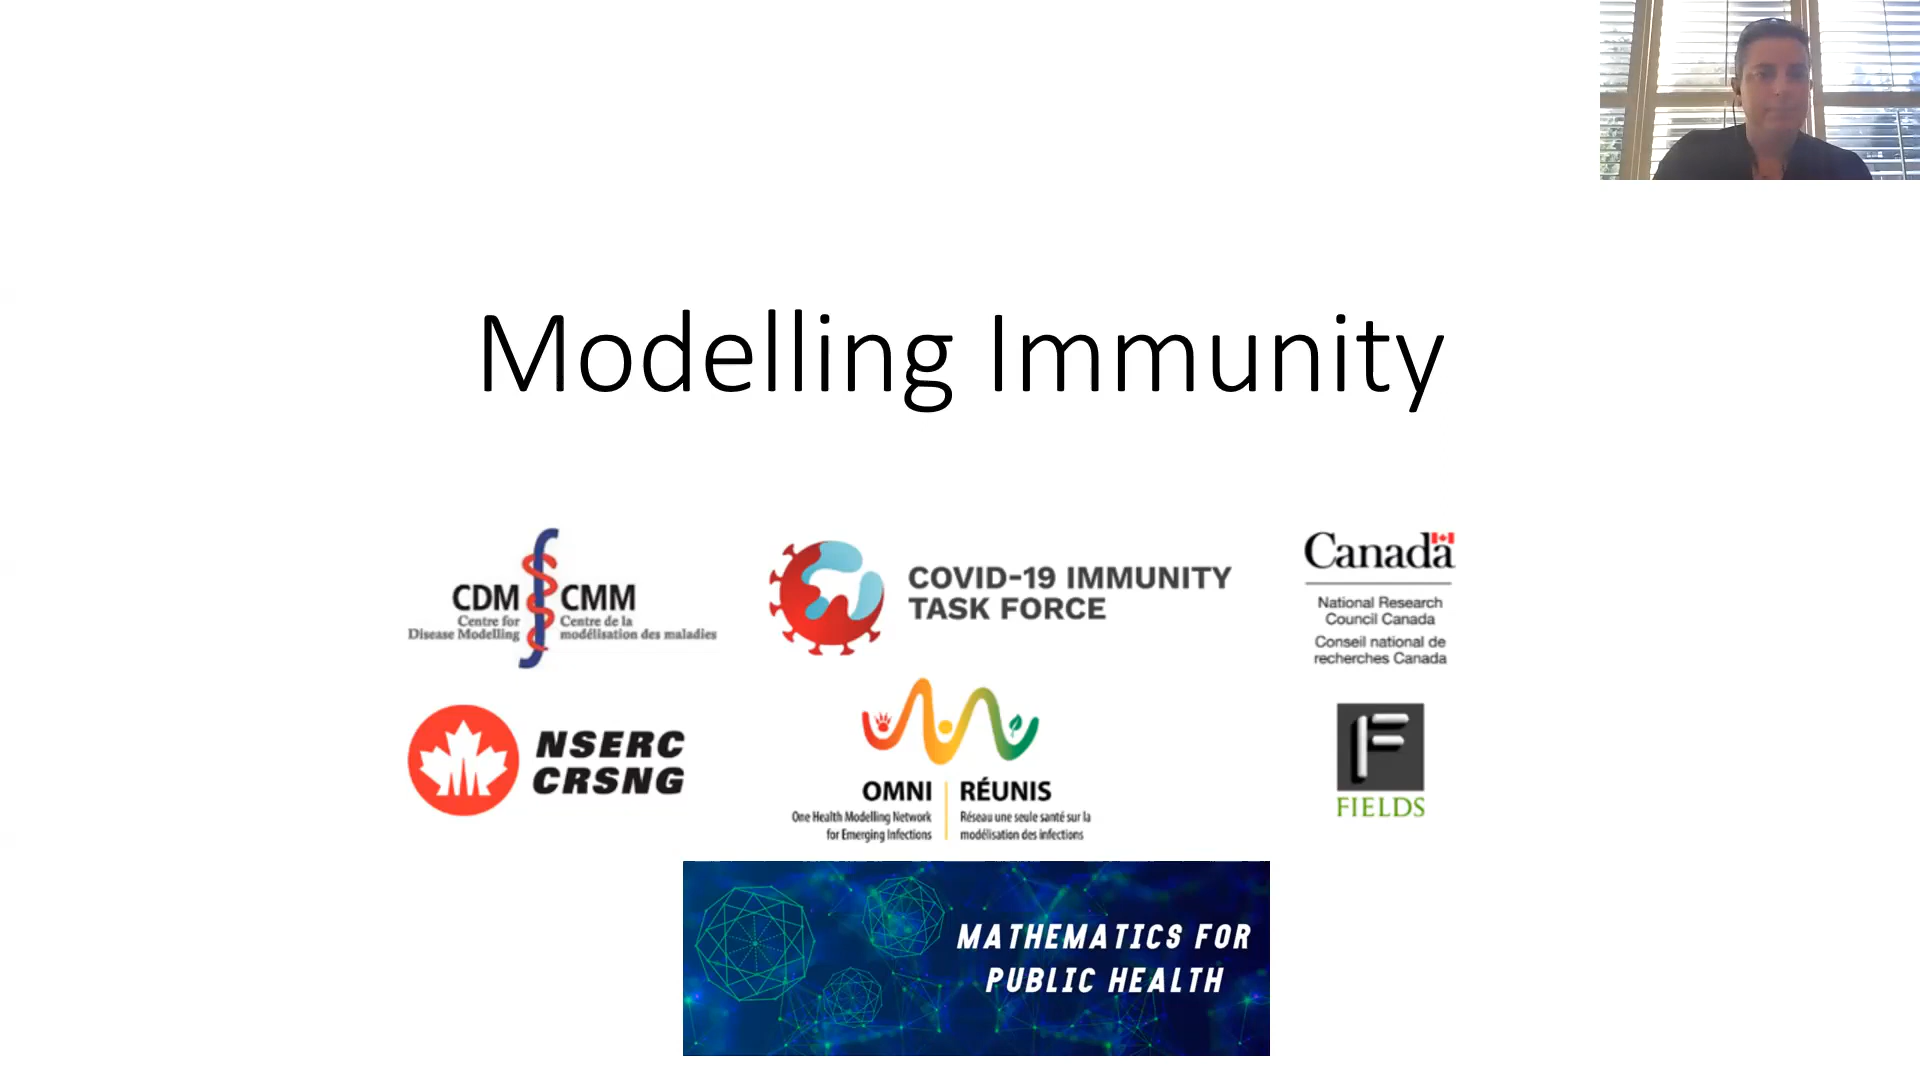 Modelling Immunity
CDM CMM
Centre for
Disease Modelling
Centre de la
modélisation des maladies
COVID-19 IMMUNITY
TASK FORCE
Canada
National Research
Council Canada
Conseil national de
recherches Canada
NSERC
CRSNG
OMNI RÉUNIS
One Health Modelling Network
for Emerging Infections
Réseau une seule santé sur la
modélisation des infections
F
FIELDS
MATHEMATICS FOR
PUBLIC HEALTH